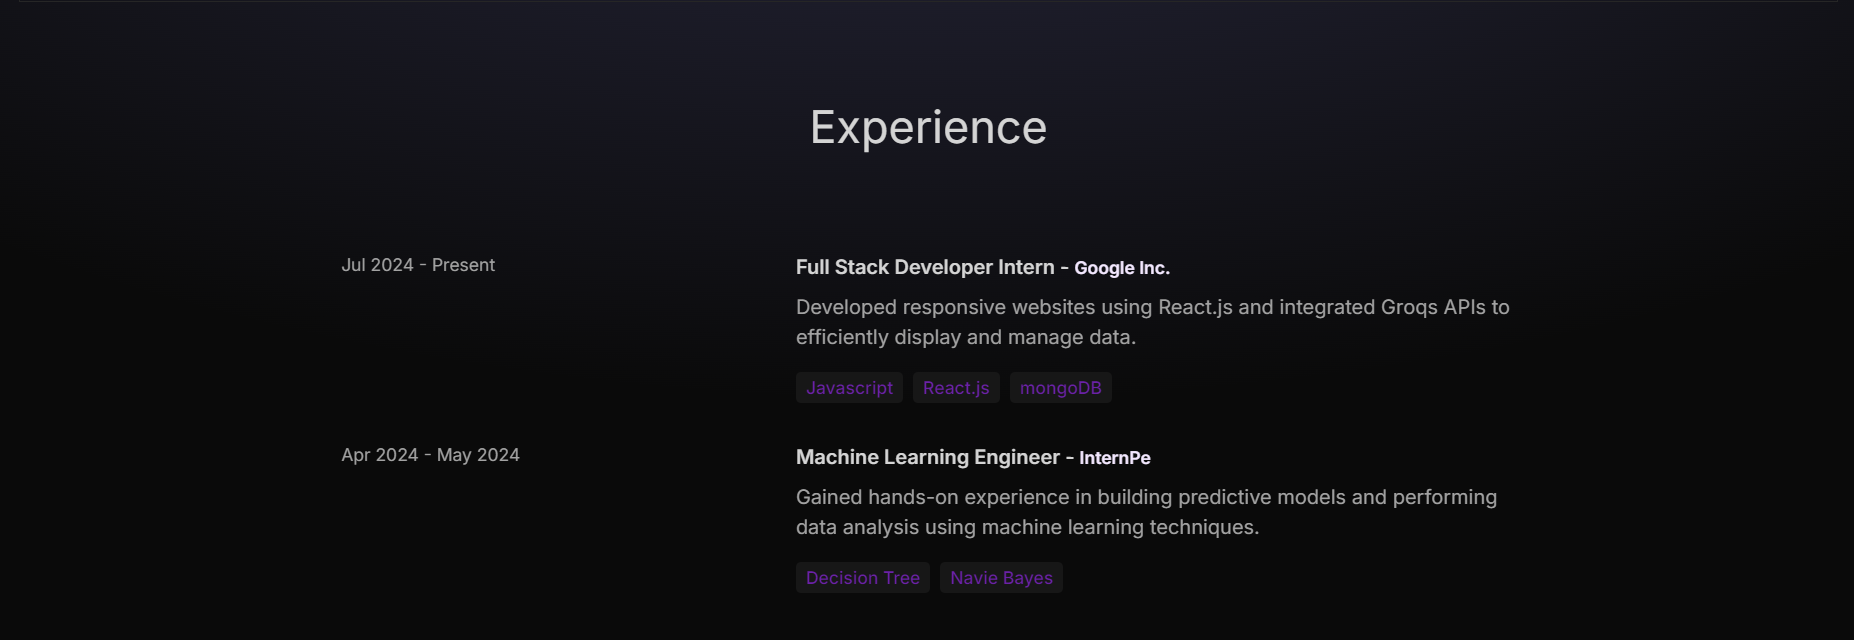 Experience
Jul 2024 - Present
Full Stack Developer Intern - Google Inc.
Developed responsive websites using React.js and integrated Groqs APIs to
efficiently display and manage data.
Javascript React.js mongoDB
Apr 2024 - May 2024
Machine Learning Engineer - InternPe
Gained hands-on experience in building predictive models and performing
data analysis using machine learning techniques.
Decision Tree Navie Bayes